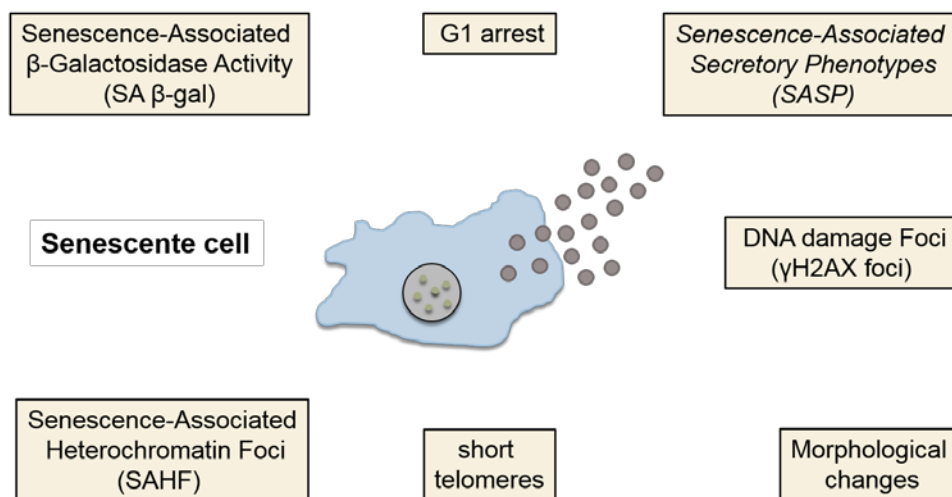 Senescence-Associated
β-Galactosidase Activity
(SA β-gal)
G1 arrest
Senescence-Associated
Secretory Phenotypes
(SASP)
Senescente cell
DNA damage Foci
(γH2AX foci)
Senescence-Associated
Heterochromatin Foci
(SAHF)
short
telomeres
Morphological
changes